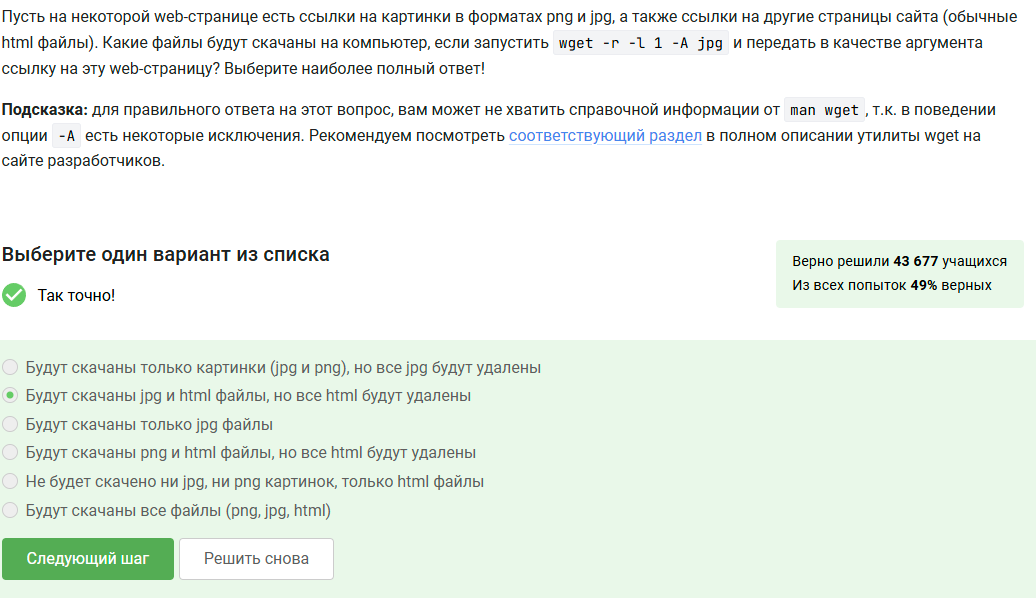 Пусть на некоторой web-странице есть ссылки на картинки в форматах png и jpg, а также ссылки на другие страницы сайта (обычные
html файлы). Какие файлы будут скачаны на компьютер, если запустить wget -r -l 1 -A jpg и передать в качестве аргумента
ссылку на эту web-страницу? Выберите наиболее полный ответ!
Подсказка: для правильного ответа на этот вопрос, вам может не хватить справочной информации от man wget, т.к. в поведении
опции -A есть некоторые исключения. Рекомендуем посмотреть соответствующий раздел в полном описании утилиты wget на
сайте разработчиков.
Выберите один вариант из списка
Так точно!
Верно решили 43 677 учащихся
Из всех попыток 49% верных
Будут скачаны только картинки (jpg и png), но все jpg будут удалены
Будут скачаны jpg и html файлы, но все html будут удалены
Будут скачаны только jpg файлы
Будут скачаны png и html файлы, но все html будут удалены
Не будет скачено ни jpg, ни png картинок, только html файлы
Будут скачаны все файлы (png, jpg, html)
Следующий шаг
Решить снова